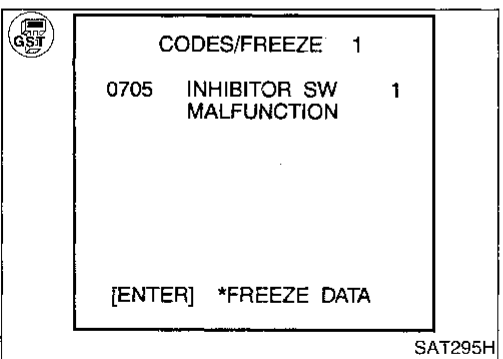 GST
CODES/FREEZE 1
0705 INHIBITOR SW 1
MALFUNCTION
[ENTER] *FREEZE DATA
SAT295H